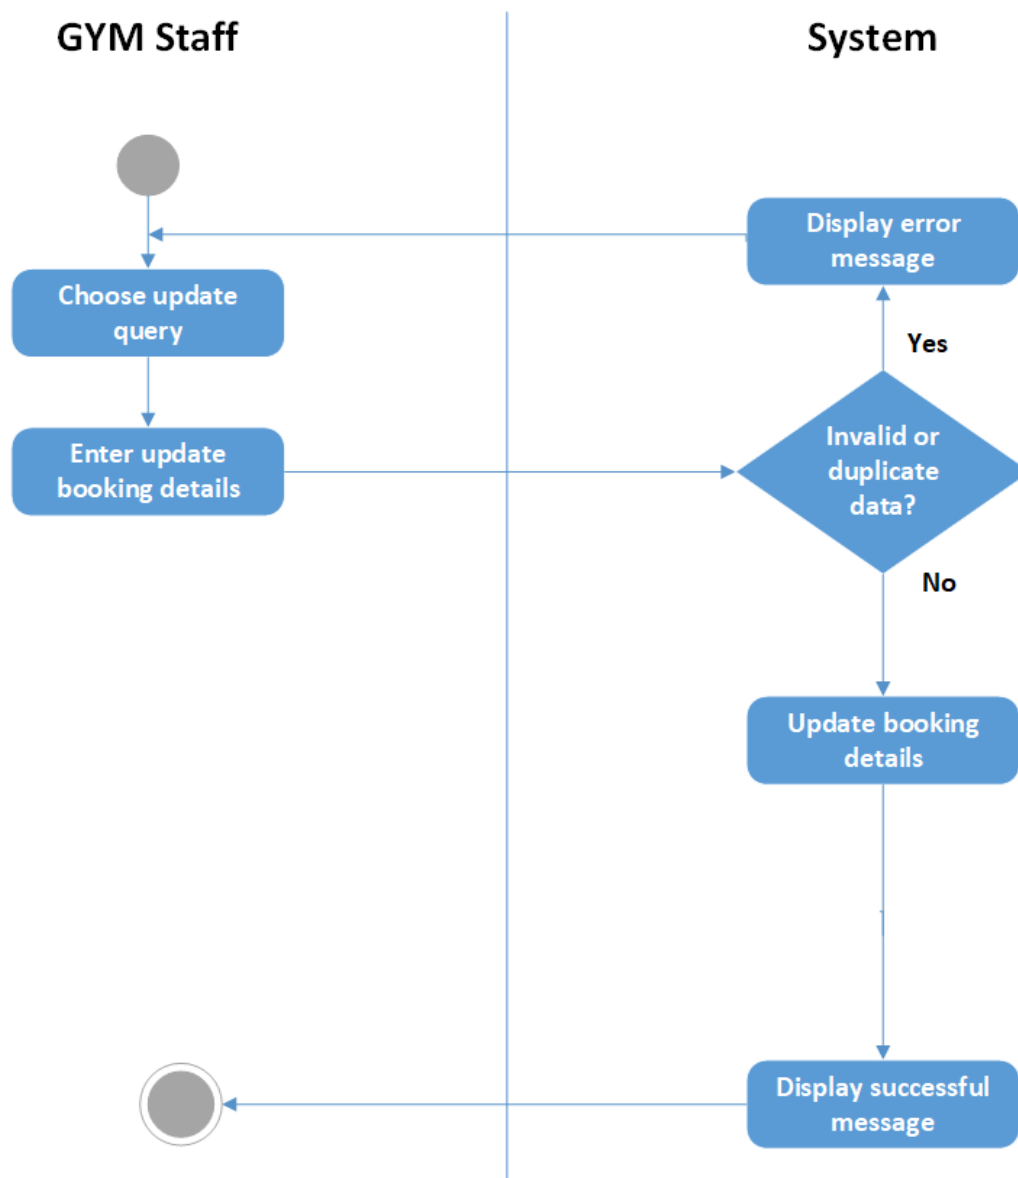 GYM Staff
System
Display error
message
Choose update
query
Yes
Enter update
booking details
Invalid or
duplicate
data?
No
Update booking
details
Display successful
message